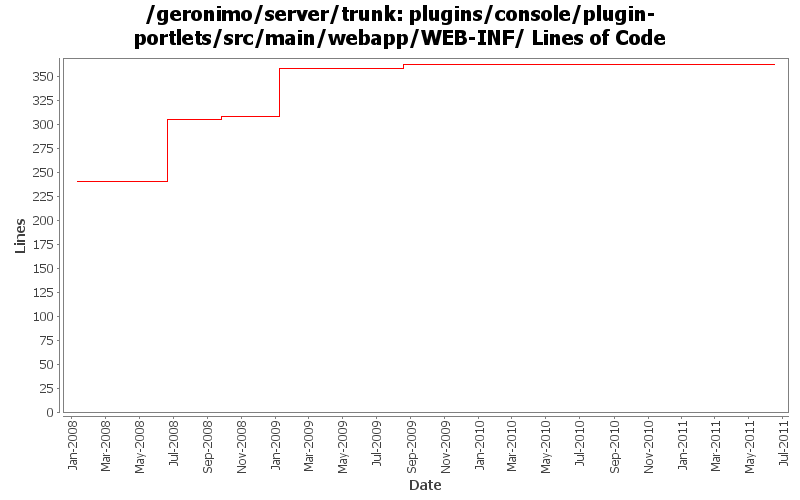 /geronimo/server/trunk: plugins/console/plugin-
portlets/src/main/webapp/WEB-INF/ Lines of Code
Lines
350
325
300
275
250
225
200
175
150
125
100
75
50
25
0
Jan-2008
Mar-2008
May-2008
Jul-2008
Sep-2008
Nov-2008
Jan-2009
Mar-2009
May-2009
Jul-2009
Sep-2009
Nov-2009
Jan-2010
Mar-2010
May-2010
Jul-2010
Sep-2010
Nov-2010
Jan-2011
Mar-2011
May-2011
Jul-2011
Date